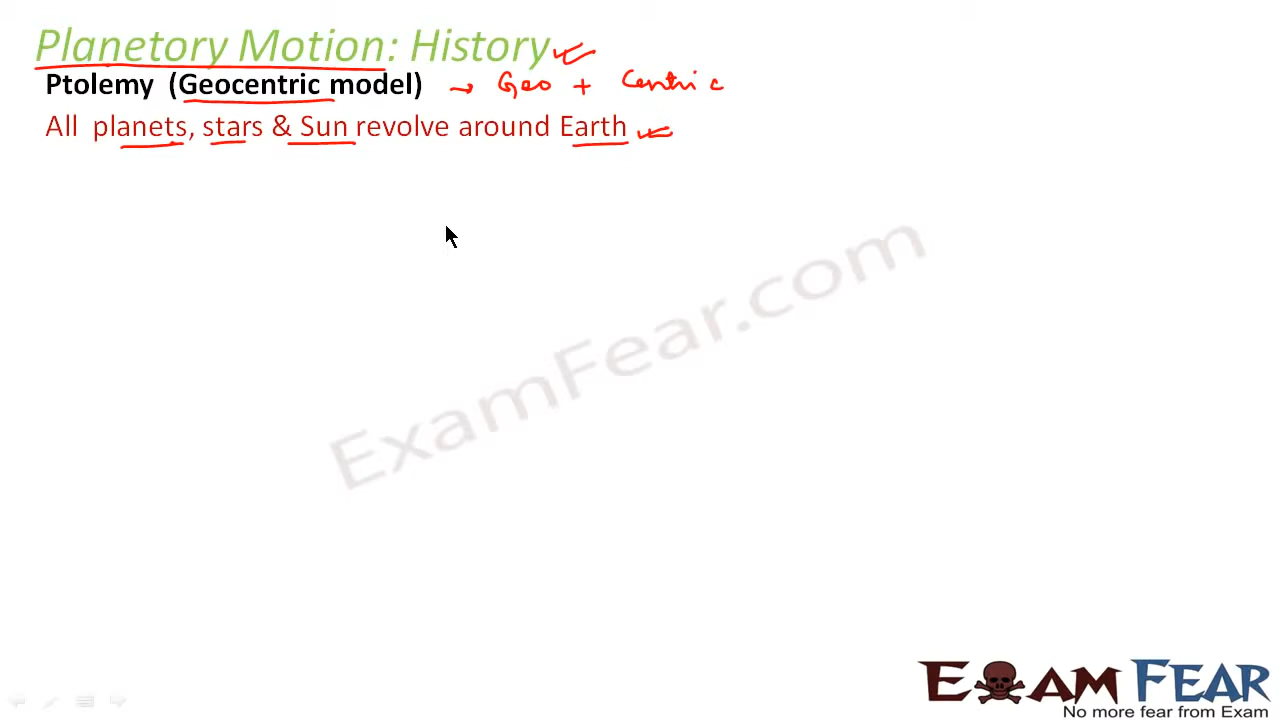 Planetory Motion: History
Ptolemy (Geocentric model) → Geo + Centric
All planets, stars & Sun revolve around Earth
ExamFear.com
EXAM FEAR
No more fear from Exam